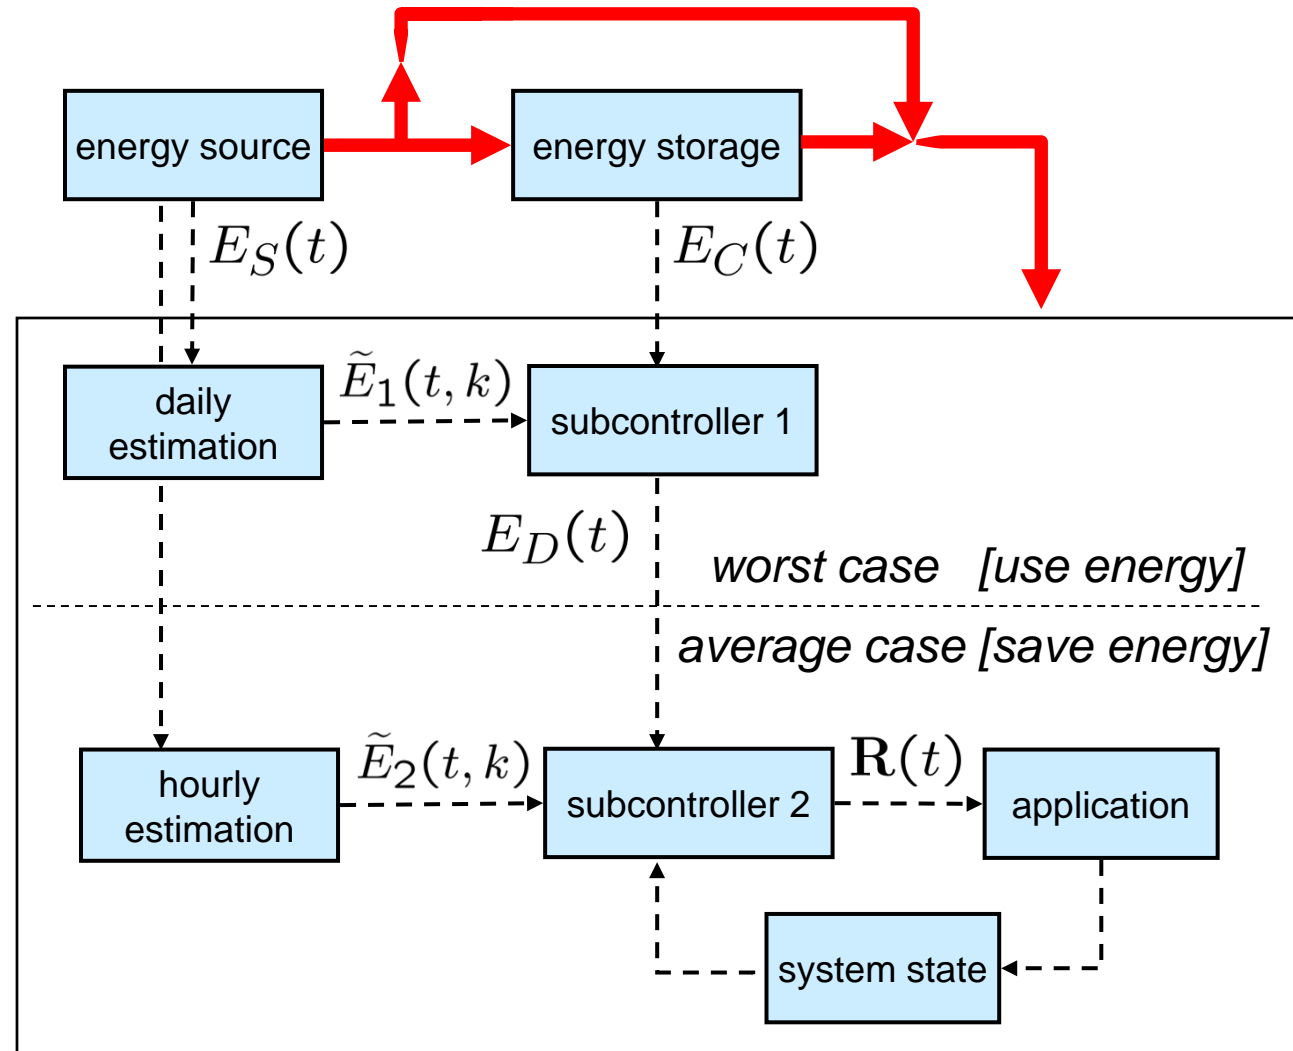 energy source
energy storage
E_S(t)
E_C(t)
daily
estimation
Ẽ_1(t, k)
subcontroller 1
E_D(t)
worst case [use energy]
average case [save energy]
hourly
estimation
Ẽ_2(t, k)
subcontroller 2
R(t)
application
system state